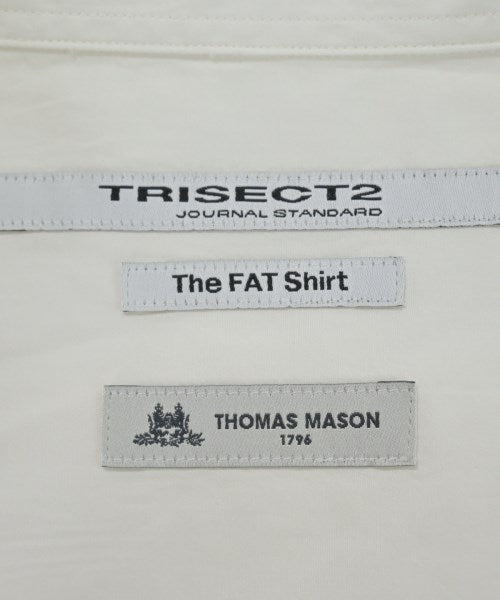 TRISECT2
JOURNAL STANDARD
The FAT Shirt
THOMAS MASON
1796